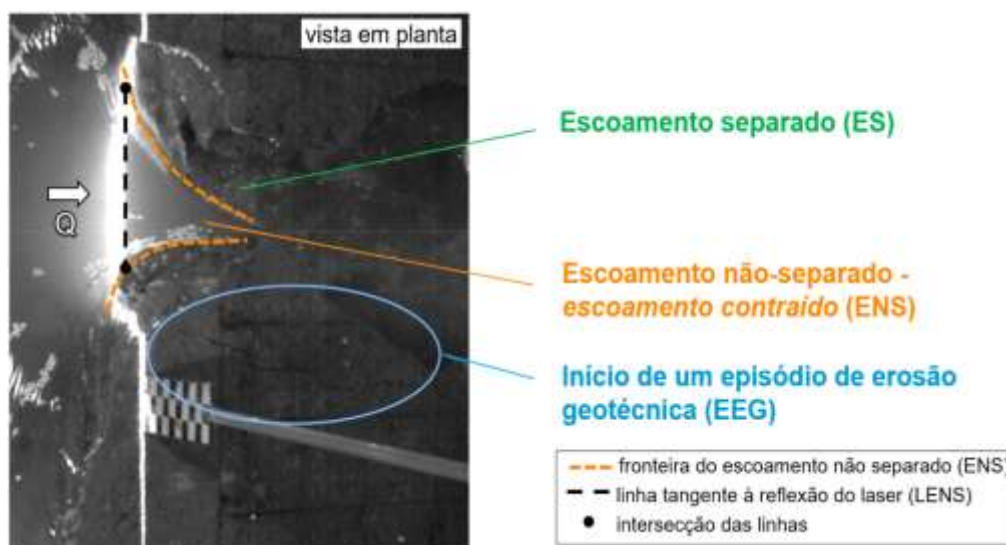 vista em planta
Q
Escoamento separado (ES)
Escoamento não-separado -
escoamento contraído (ENS)
Início de um episódio de erosão
geotécnica (EEG)
fronteira do escoamento não separado (ENS)
linha tangente à reflexão do laser (LENS)
intersecção das linhas